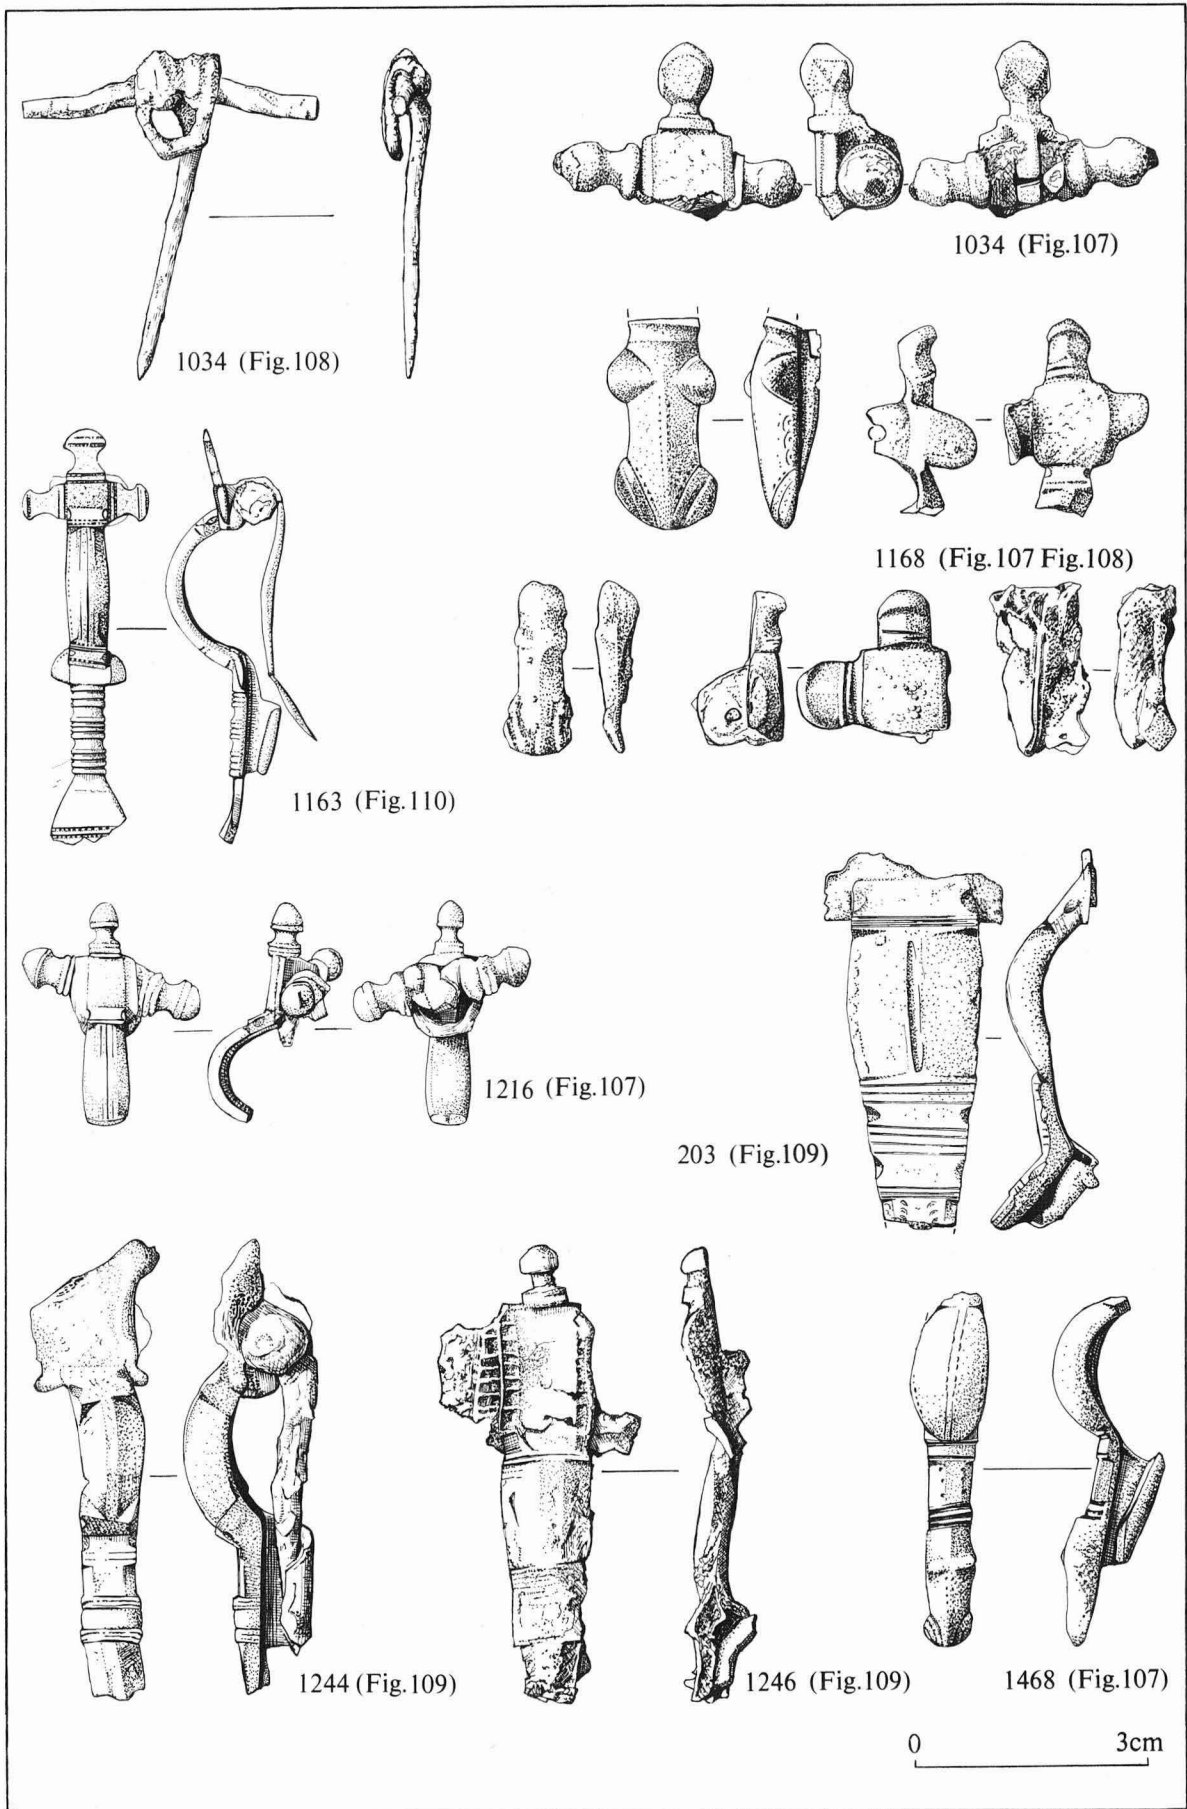 1034 (Fig.107)
1034 (Fig.108)
1168 (Fig.107 Fig.108)
1163 (Fig.110)
1216 (Fig.107)
203 (Fig.109)
1244 (Fig.109)
1246 (Fig.109)
1468 (Fig.107)
0 3cm